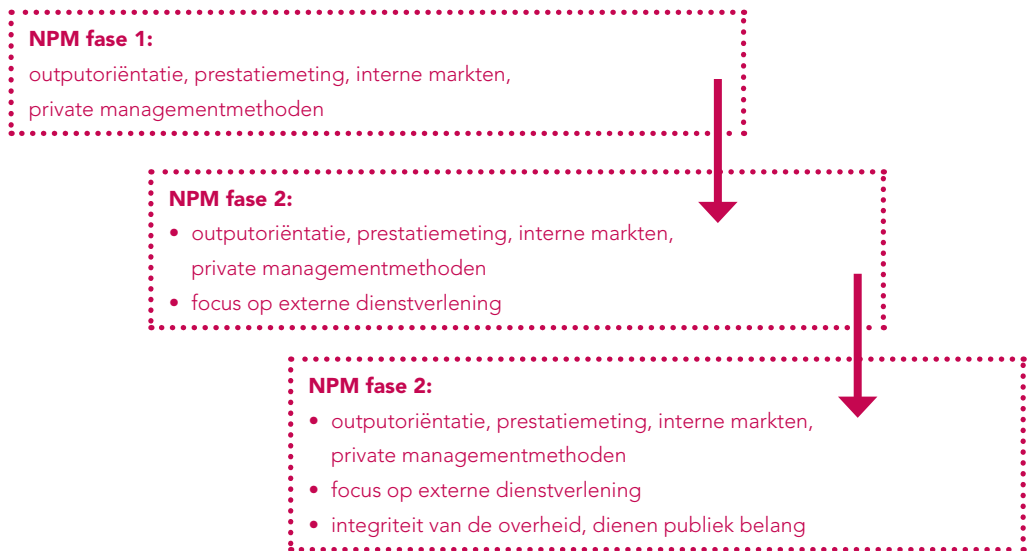 NPM fase 1:
outputoriëntatie, prestatiemeting, interne markten,
private managementmethoden
NPM fase 2:
• outputoriëntatie, prestatiemeting, interne markten,
private managementmethoden
• focus op externe dienstverlening
NPM fase 2:
• outputoriëntatie, prestatiemeting, interne markten,
private managementmethoden
• focus op externe dienstverlening
• integriteit van de overheid, dienen publiek belang